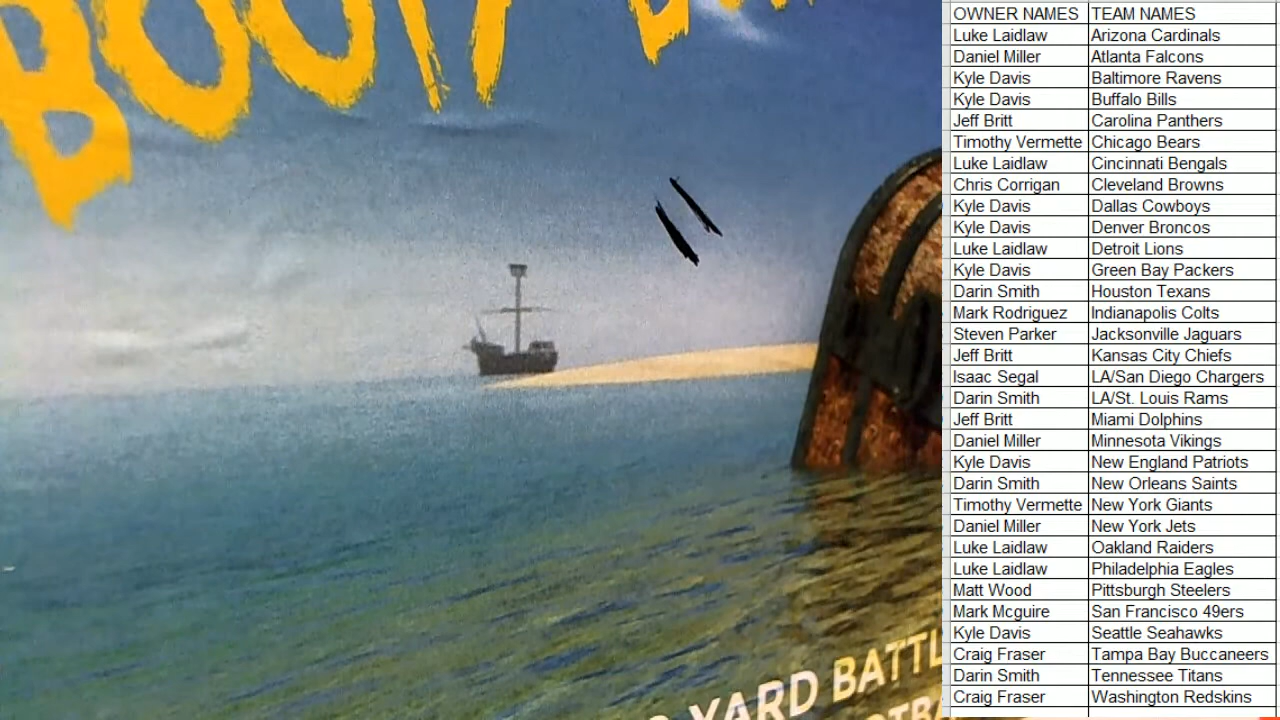 BOOTY
YARD BATTL
OWNER NAMES TEAM NAMES
Luke Laidlaw Arizona Cardinals
Daniel Miller Atlanta Falcons
Kyle Davis Baltimore Ravens
Kyle Davis Buffalo Bills
Jeff Britt Carolina Panthers
Timothy Vermette Chicago Bears
Luke Laidlaw Cincinnati Bengals
Chris Corrigan Cleveland Browns
Kyle Davis Dallas Cowboys
Kyle Davis Denver Broncos
Luke Laidlaw Detroit Lions
Kyle Davis Green Bay Packers
Darin Smith Houston Texans
Mark Rodriguez Indianapolis Colts
Steven Parker Jacksonville Jaguars
Jeff Britt Kansas City Chiefs
Isaac Segal LA/San Diego Chargers
Darin Smith LA/St. Louis Rams
Jeff Britt Miami Dolphins
Daniel Miller Minnesota Vikings
Kyle Davis New England Patriots
Darin Smith New Orleans Saints
Timothy Vermette New York Giants
Daniel Miller New York Jets
Luke Laidlaw Oakland Raiders
Luke Laidlaw Philadelphia Eagles
Matt Wood Pittsburgh Steelers
Mark Mcguire San Francisco 49ers
Kyle Davis Seattle Seahawks
Craig Fraser Tampa Bay Buccaneers
Darin Smith Tennessee Titans
Craig Fraser Washington Redskins